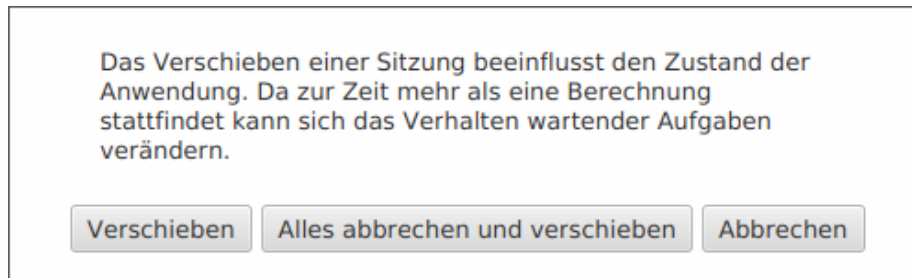 Das Verschieben einer Sitzung beeinflusst den Zustand der
Anwendung. Da zur Zeit mehr als eine Berechnung
stattfindet kann sich das Verhalten wartender Aufgaben
verändern.
Verschieben Alles abbrechen und verschieben Abbrechen